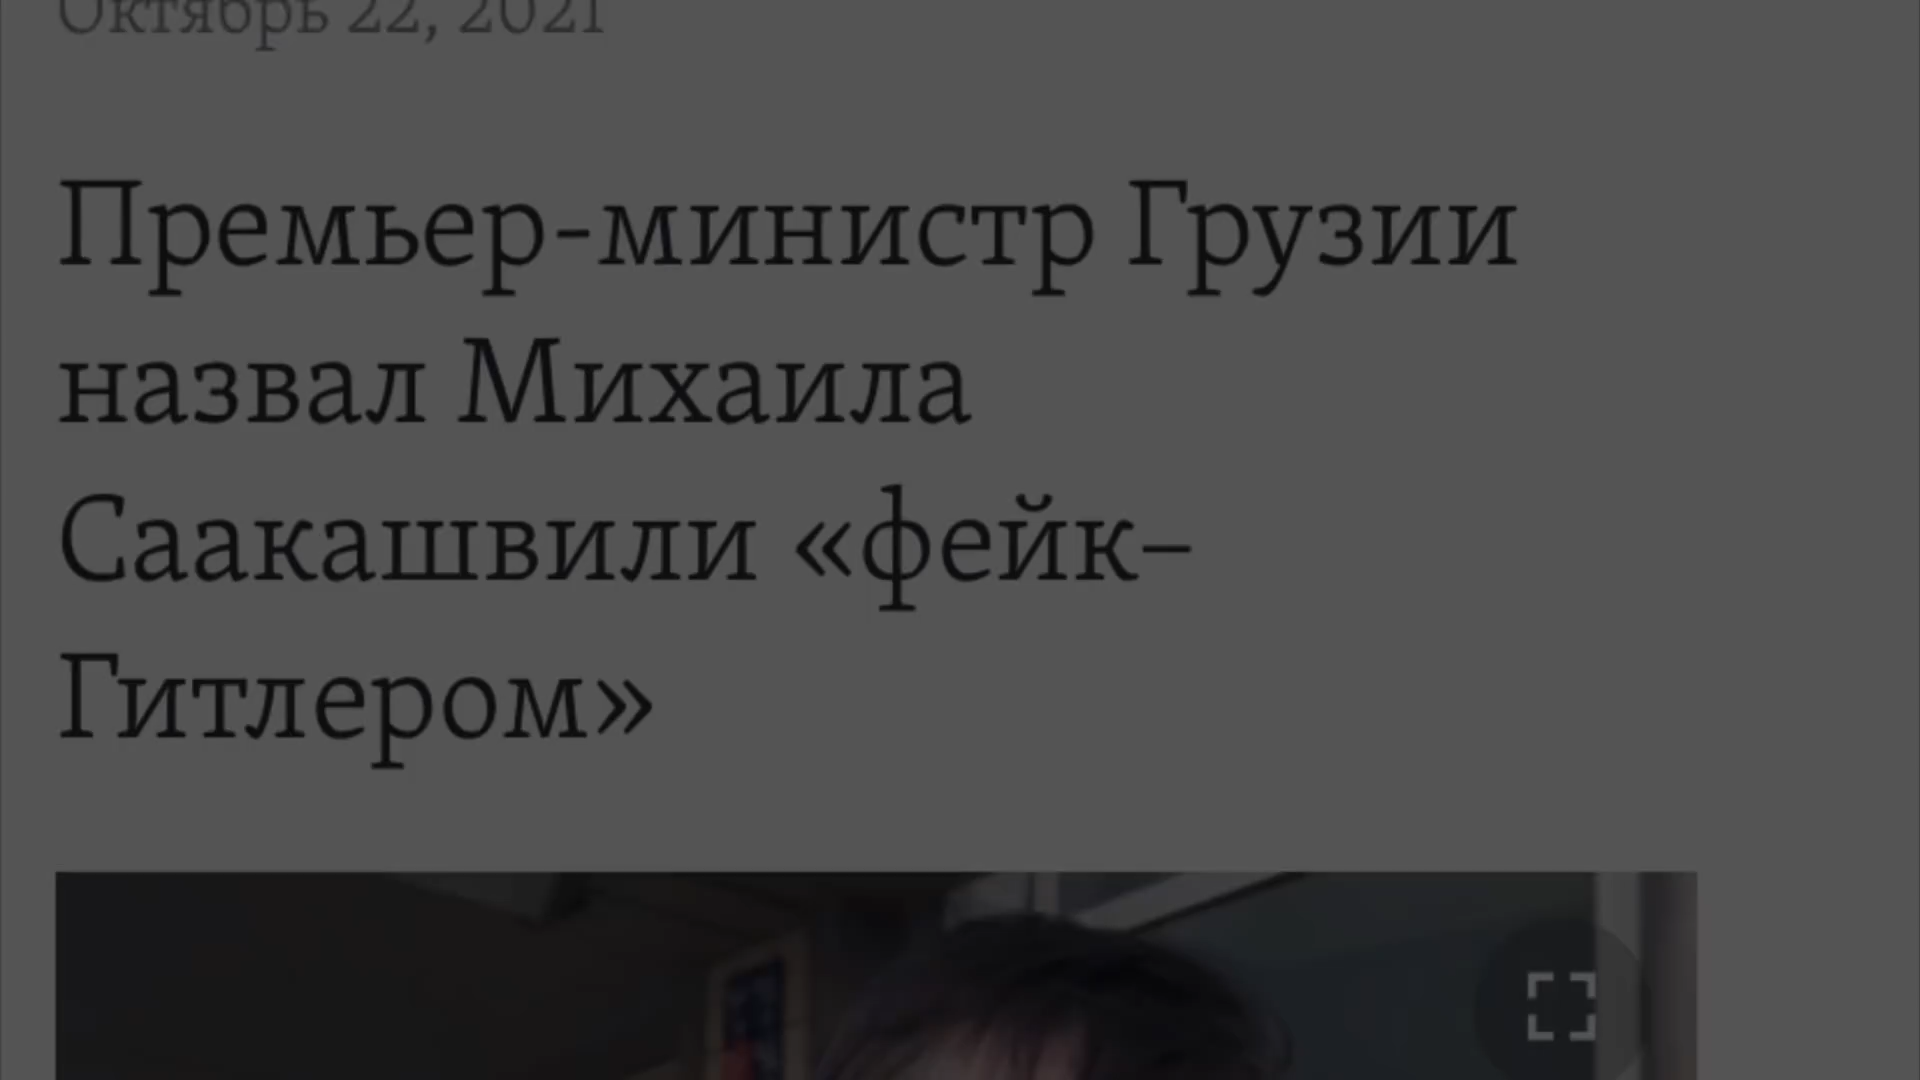 Октябрь 22, 2021
Премьер-министр Грузии
назвал Михаила
Саакашвили «фейк–
Гитлером»